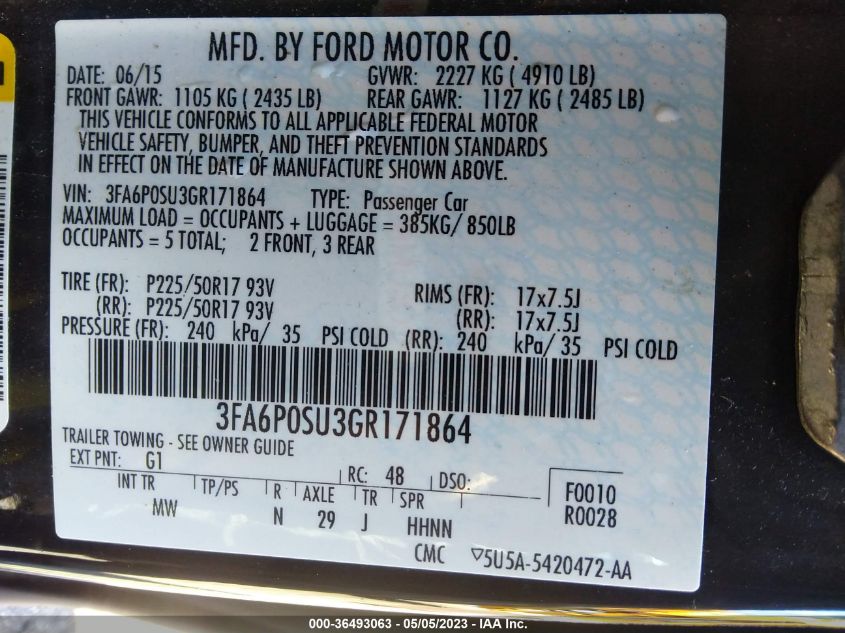 MFD. BY FORD MOTOR CO.
DATE: 06/15 GVWR: 2227 KG ( 4910 LB)
FRONT GAWR: 1105 KG ( 2435 LB) REAR GAWR: 1127 KG ( 2485 LB)
THIS VEHICLE CONFORMS TO ALL APPLICABLE FEDERAL MOTOR
VEHICLE SAFETY, BUMPER, AND THEFT PREVENTION STANDARDS
IN EFFECT ON THE DATE OF MANUFACTURE SHOWN ABOVE.
VIN: 3FA6P0SU3GR171864 TYPE: Passenger Car
MAXIMUM LOAD = OCCUPANTS + LUGGAGE = 385KG/ 850LB
OCCUPANTS = 5 TOTAL; 2 FRONT, 3 REAR
TIRE (FR): P225/50R17 93V RIMS (FR): 17x7.5J
(RR): P225/50R17 93V (RR): 17x7.5J
PRESSURE (FR): 240 kPa/ 35 PSI COLD (RR): 240 kPa/ 35 PSI COLD
3FA6P0SU3GR171864
TRAILER TOWING - SEE OWNER GUIDE
EXT PNT: G1 RC: 48 DSO:
INT TR TP/PS R AXLE TR SPR F0010
MW N 29 J HHNN R0028
CMC ▽5U5A-5420472-AA
000-36493063 - 05/05/2023 - IAA Inc.